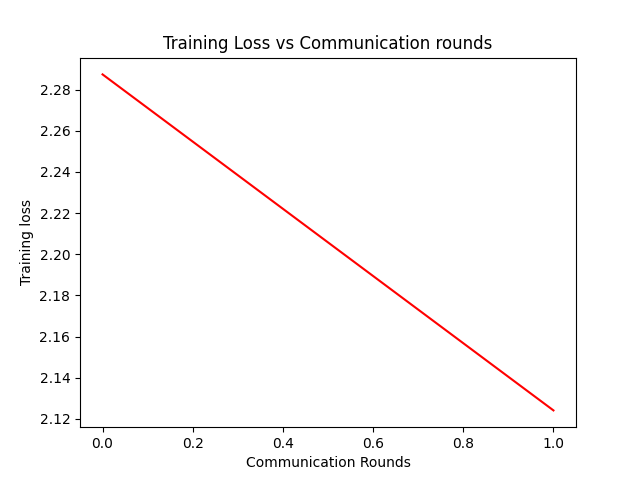 Training Loss vs Communication rounds
2.28
2.26
2.24
2.22
2.20
2.18
2.16
2.14
2.12
Training loss
0.0 0.2 0.4 0.6 0.8 1.0
Communication Rounds